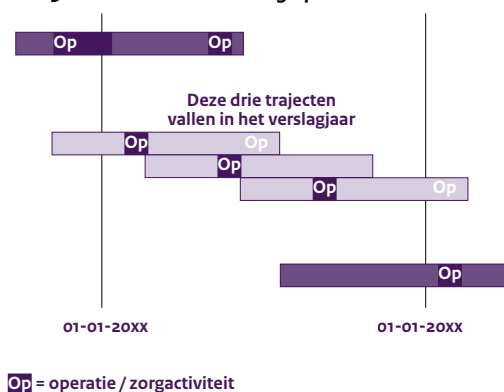 Op Op
Deze drie trajecten
vallen in het verslagjaar
Op Op
Op
Op Op
Op
01-01-20XX 01-01-20XX
Op = operatie / zorgactiviteit